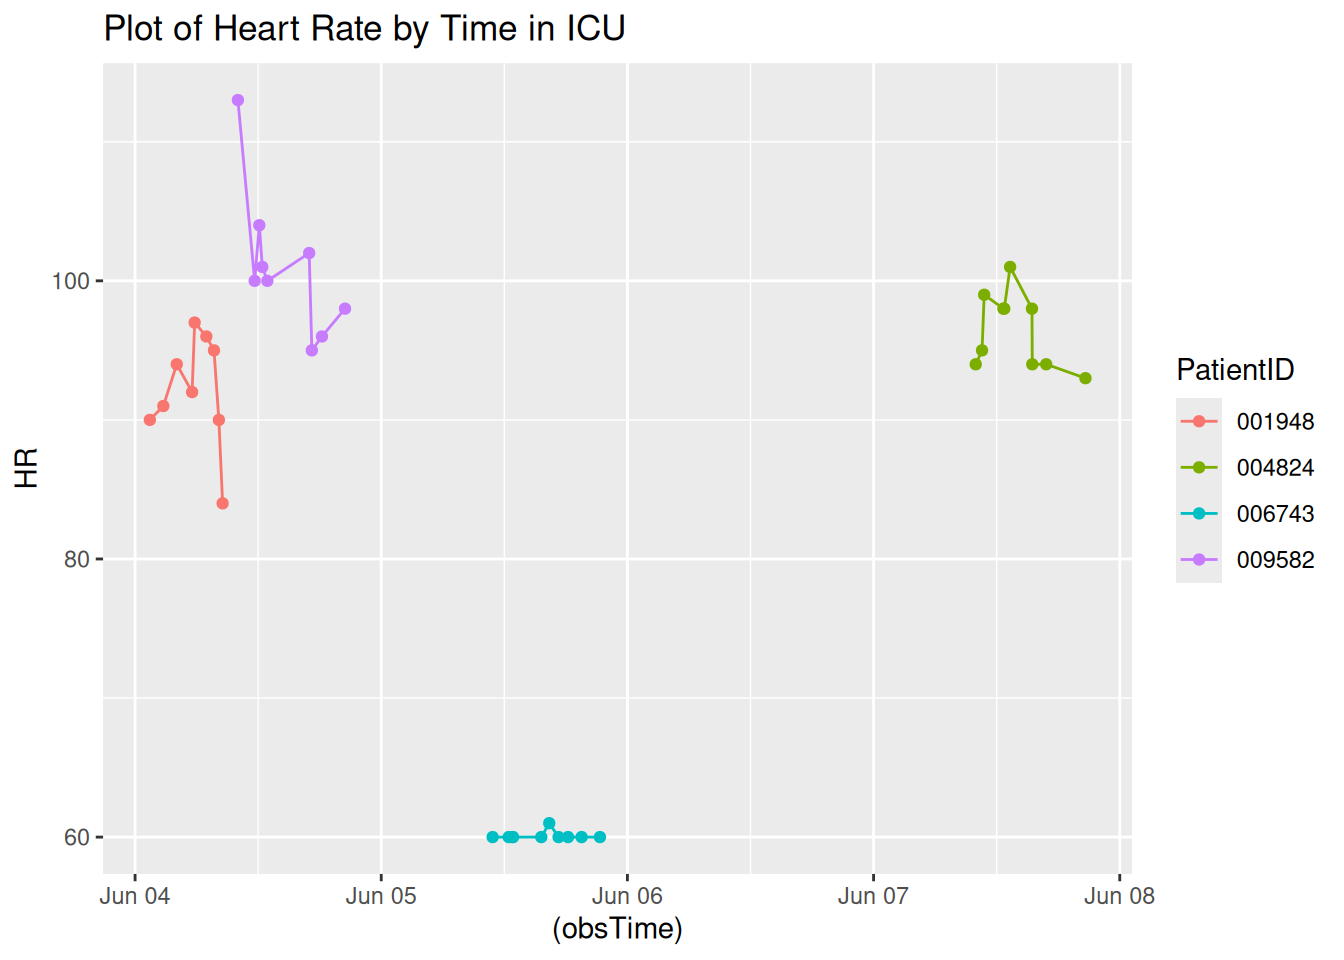 Plot of Heart Rate by Time in ICU
HR
100
80
60
Jun 04
Jun 05
Jun 06
Jun 07
Jun 08
(obsTime)
PatientID
001948
004824
006743
009582